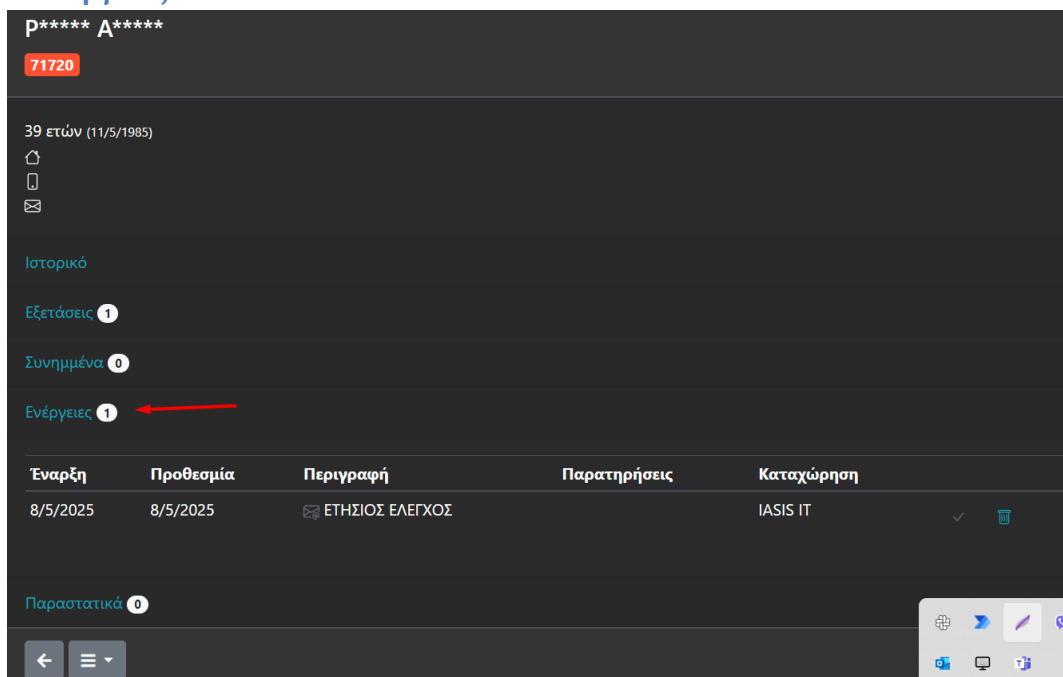 P***** A*****
71720
39 ετών (11/5/1985)
Ιστορικό
Εξετάσεις 1
Συνημμένα 0
Ενέργειες 1
Έναρξη Προθεσμία Περιγραφή Παρατηρήσεις Καταχώρηση
8/5/2025 8/5/2025 ΕΤΗΣΙΟΣ ΕΛΕΓΧΟΣ IASIS IT
Παραστατικά 0